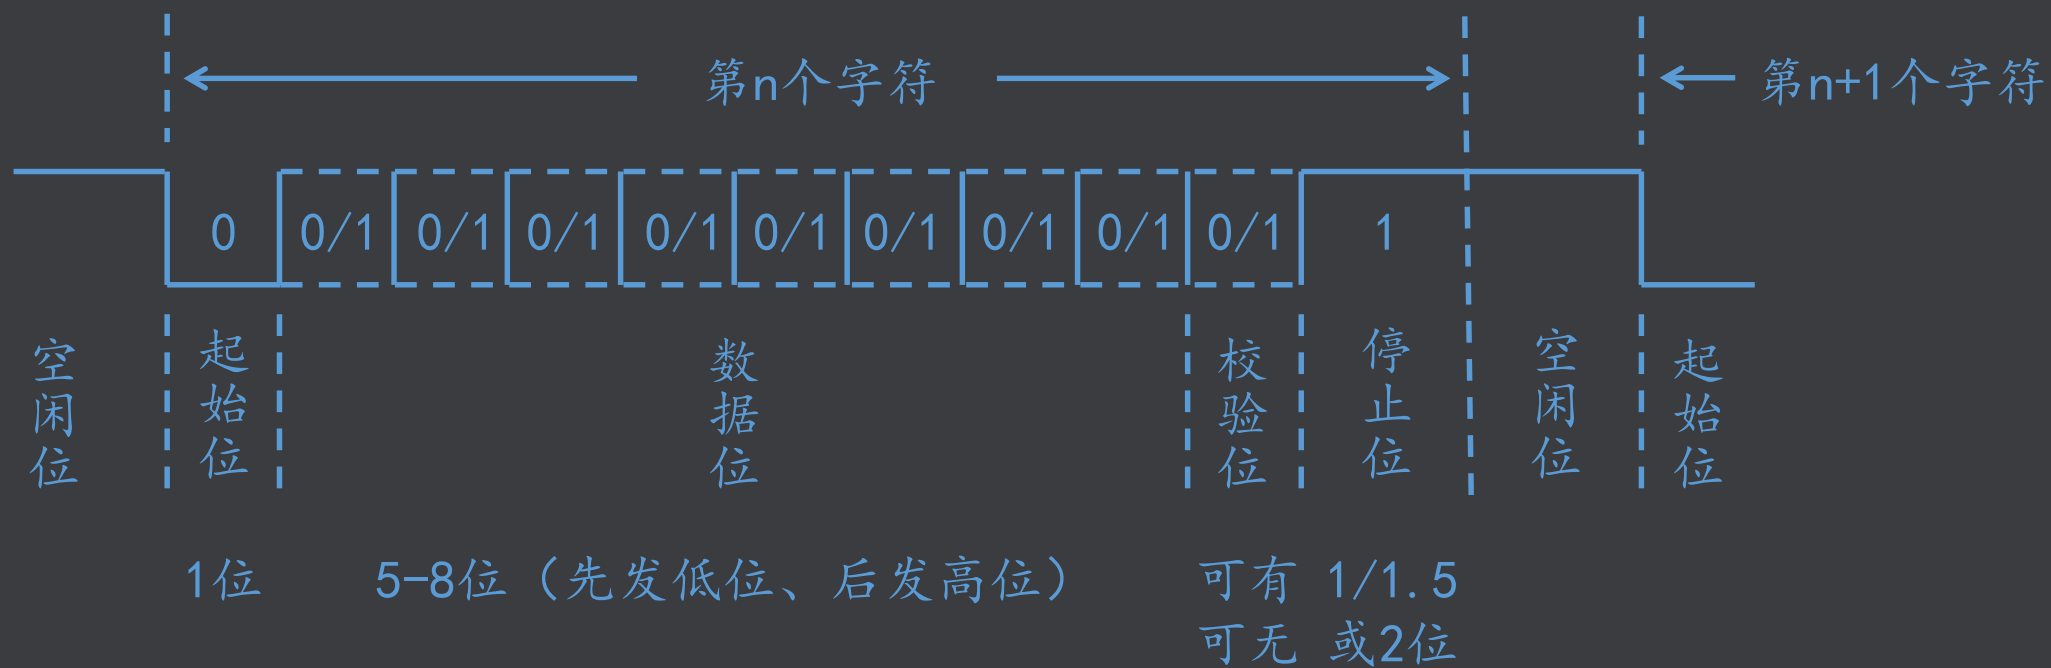 第n个字符
第n+1个字符
0 0/1 0/1 0/1 0/1 0/1 0/1 0/1 0/1 0/1 1
空闲位
起始位
数据位
校验位
停止位
空闲位
起始位
1位
5-8位（先发低位、后发高位）
可有
可无
1/1.5
或2位